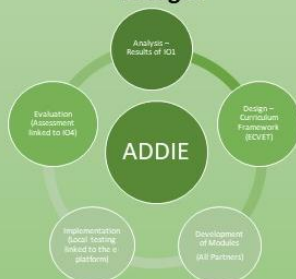 Analysis –
Results of IO1
Design –
Curriculum
Framework
(ECVET)
Development
of Modules
(All Partners)
Implementation
(Local testing
linked to the e
platform)
Evaluation
(Assessment
linked to IO4)
ADDIE